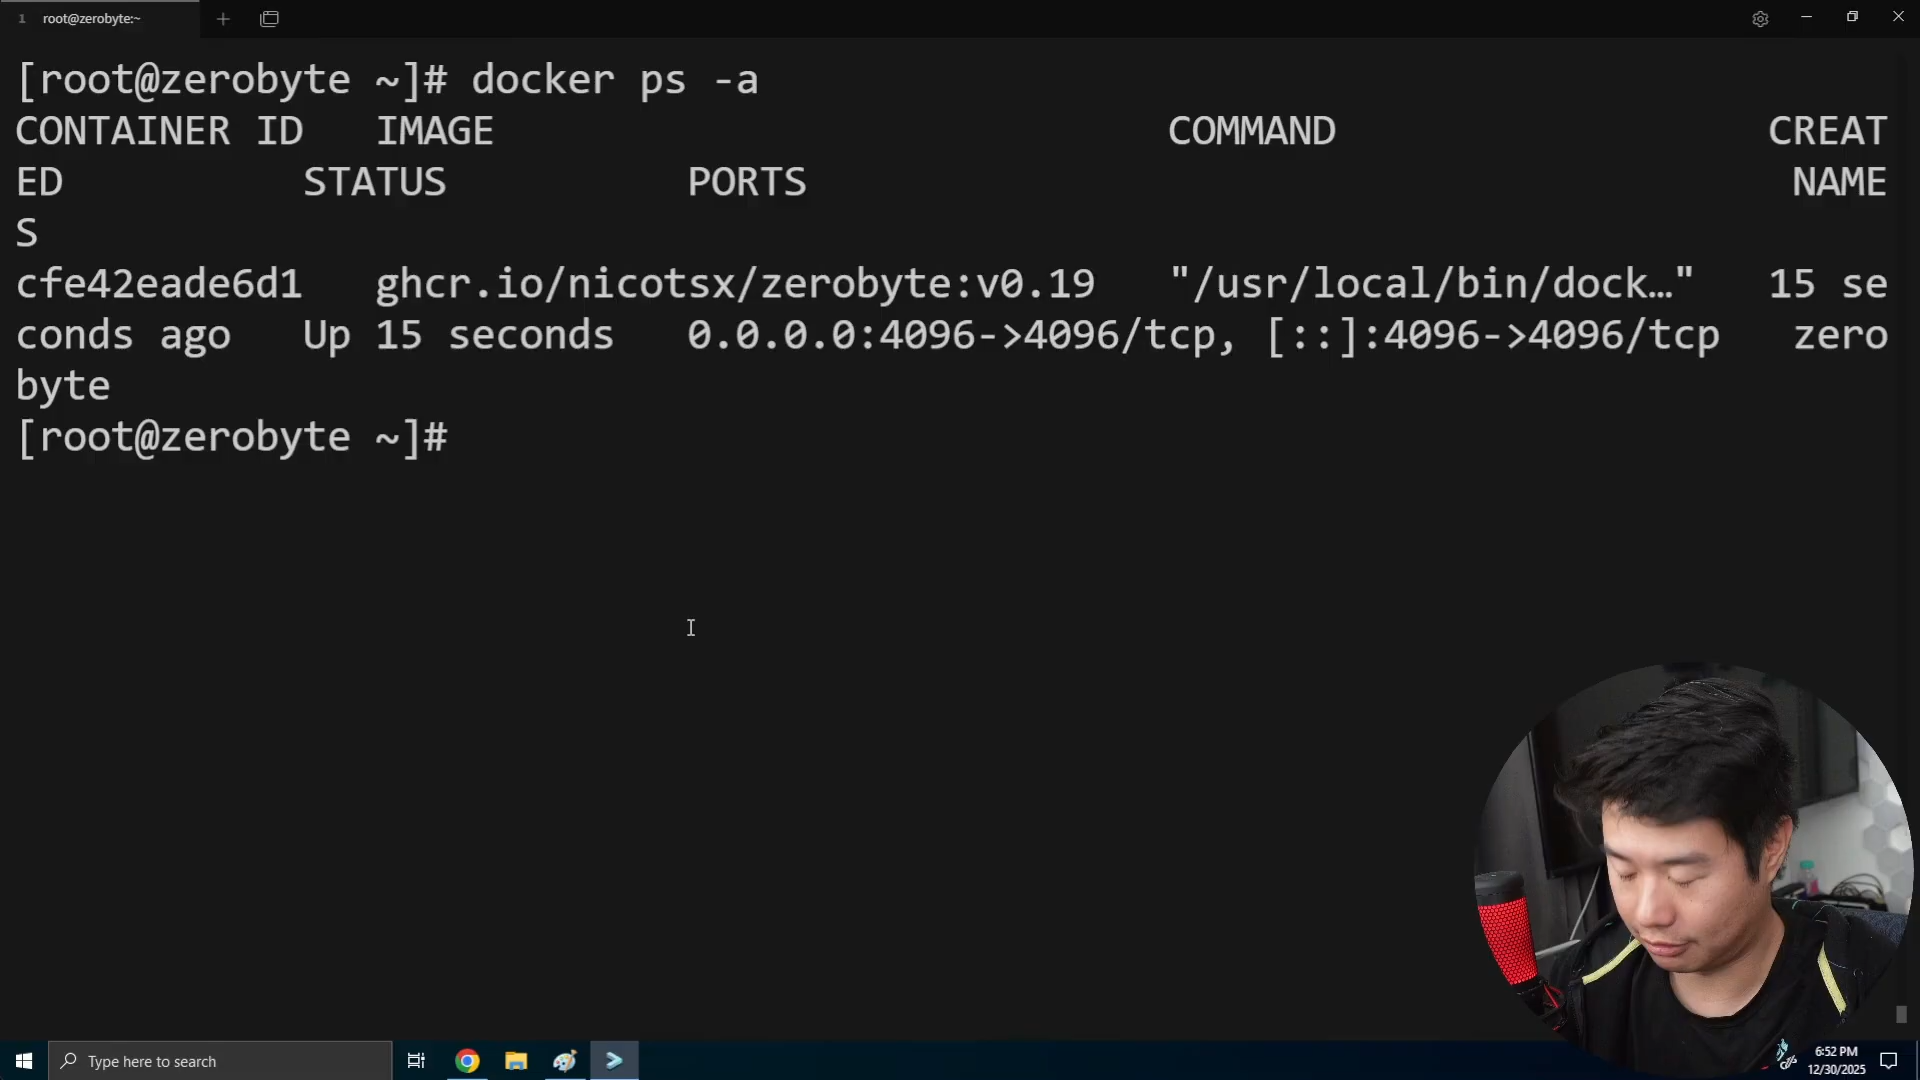 1 root@zerobyte:~
[root@zerobyte ~]# docker ps -a
CONTAINER ID   IMAGE                            COMMAND                  CREAT
ED          STATUS          PORTS                                         NAME
S
cfe42eade6d1   ghcr.io/nicotsx/zerobyte:v0.19   "/usr/local/bin/dock…"   15 se
conds ago   Up 15 seconds   0.0.0.0:4096->4096/tcp, [::]:4096->4096/tcp   zero
byte
[root@zerobyte ~]#
Type here to search
6:52 PM
12/30/2025